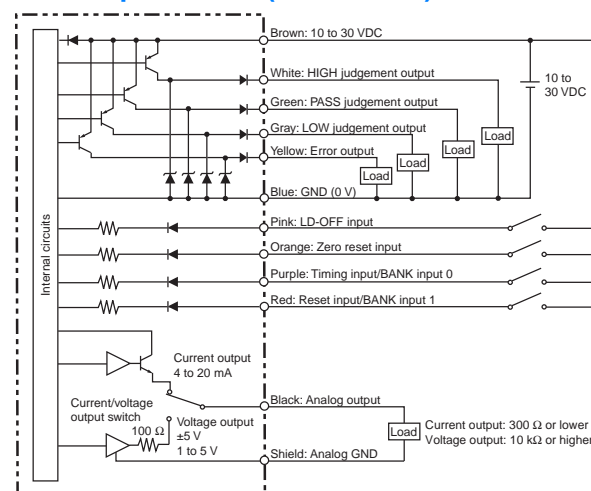 Brown: 10 to 30 VDC
White: HIGH judgement output
10 to
30 VDC
Green: PASS judgement output
Gray: LOW judgement output
Yellow: Error output
Load
Load
Load
Load
Blue: GND (0 V)
Internal circuits
Pink: LD-OFF input
Orange: Zero reset input
Purple: Timing input/BANK input 0
Red: Reset input/BANK input 1
Current output
4 to 20 mA
Current/voltage
output switch
Black: Analog output
100 Ω
Voltage output
±5 V
1 to 5 V
Load
Current output: 300 Ω or lower
Voltage output: 10 kΩ or higher
Shield: Analog GND